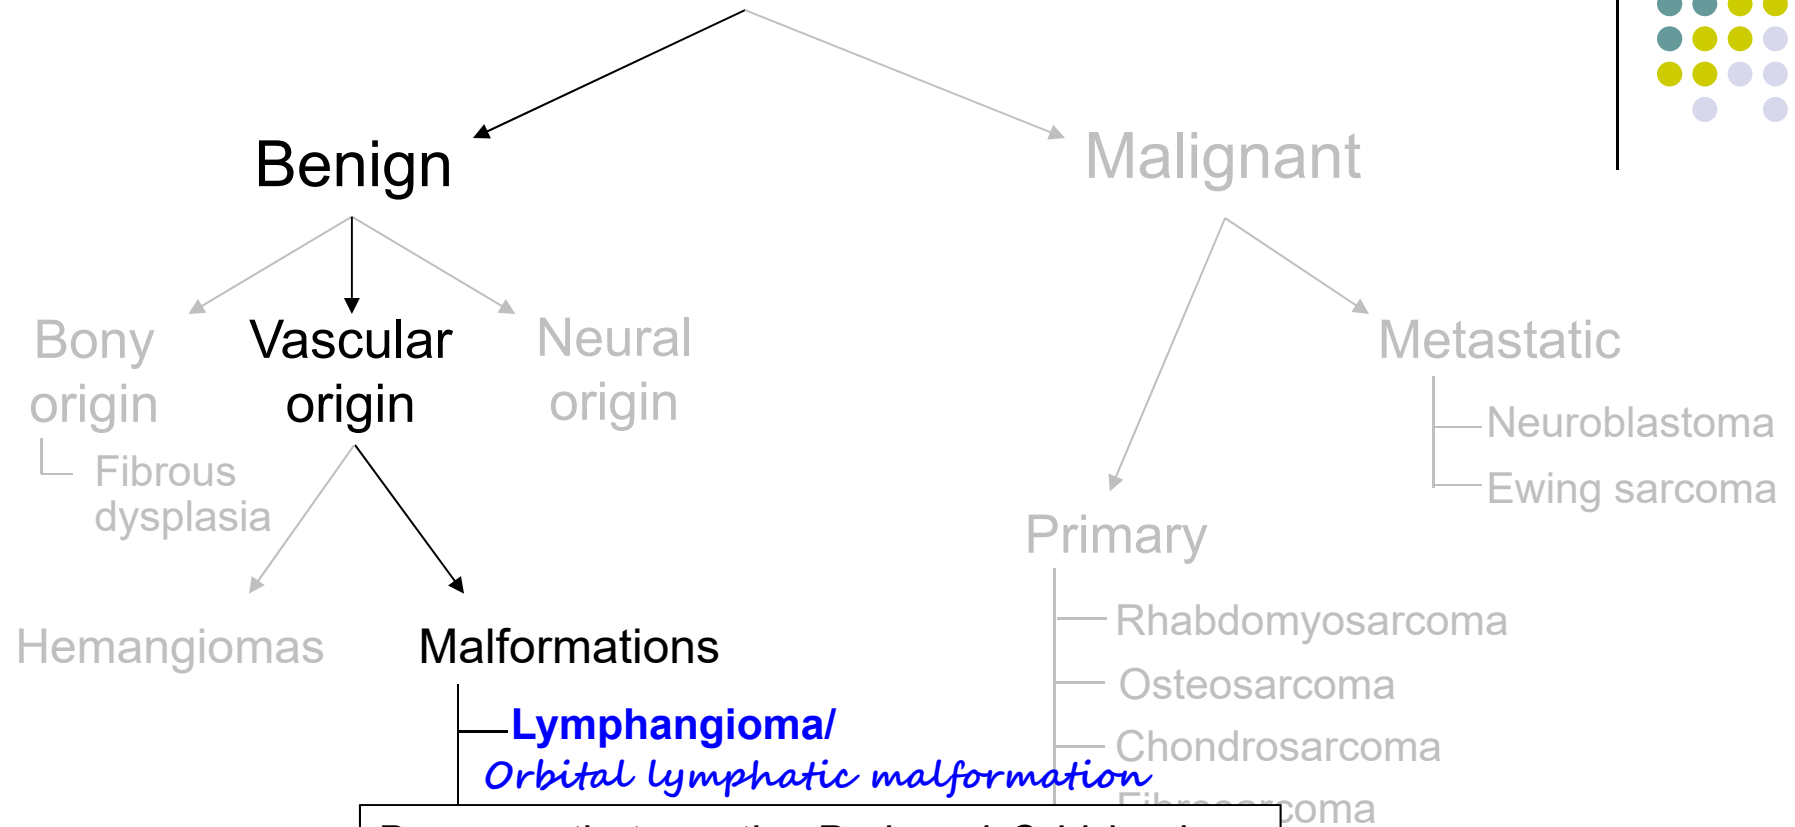 Benign
Malignant
Bony
origin
Vascular
origin
Neural
origin
Metastatic
Fibrous
dysplasia
Neuroblastoma
Ewing sarcoma
Primary
Hemangiomas
Malformations
Rhabdomyosarcoma
Osteosarcoma
Chondrosarcoma
Fibrosarcoma
Lymphangioma/
Orbital lymphatic malformation